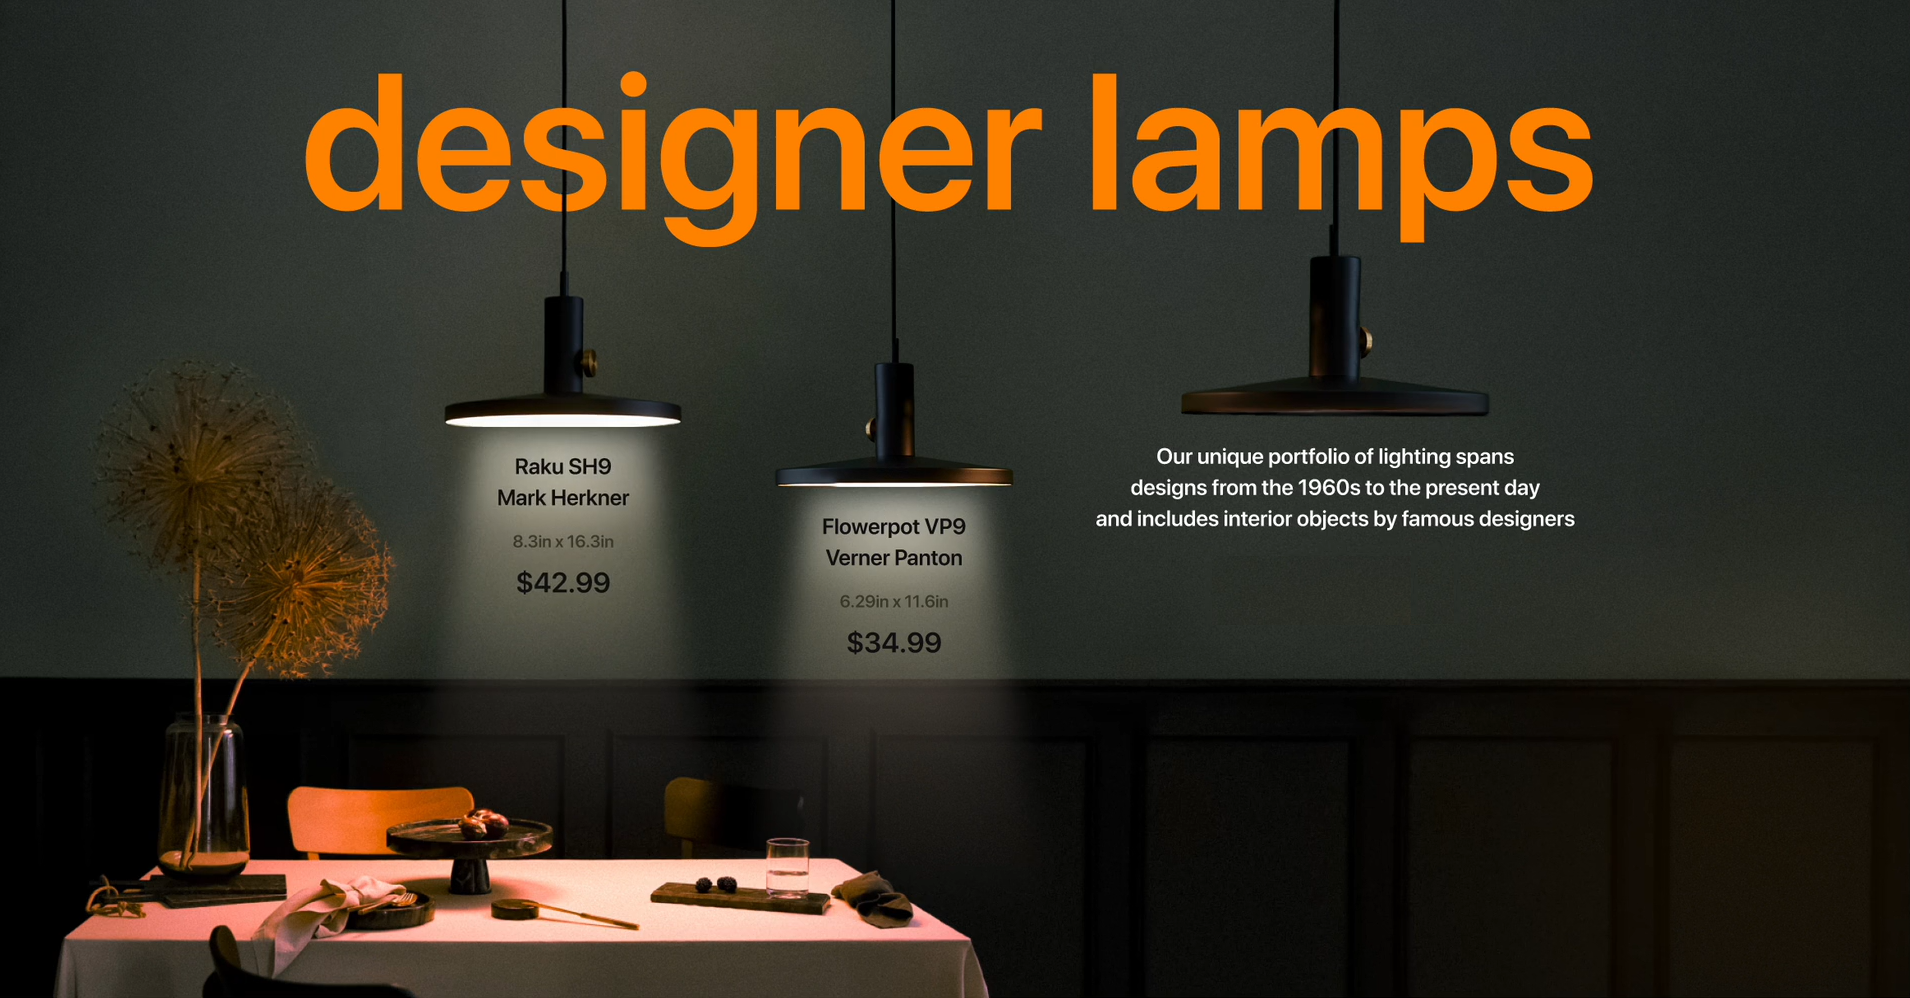 designer lamps
Raku SH9
Mark Herkner
8.3in x 16.3in
$42.99
Flowerpot VP9
Verner Panton
6.29in x 11.6in
$34.99
Our unique portfolio of lighting spans
designs from the 1960s to the present day
and includes interior objects by famous designers